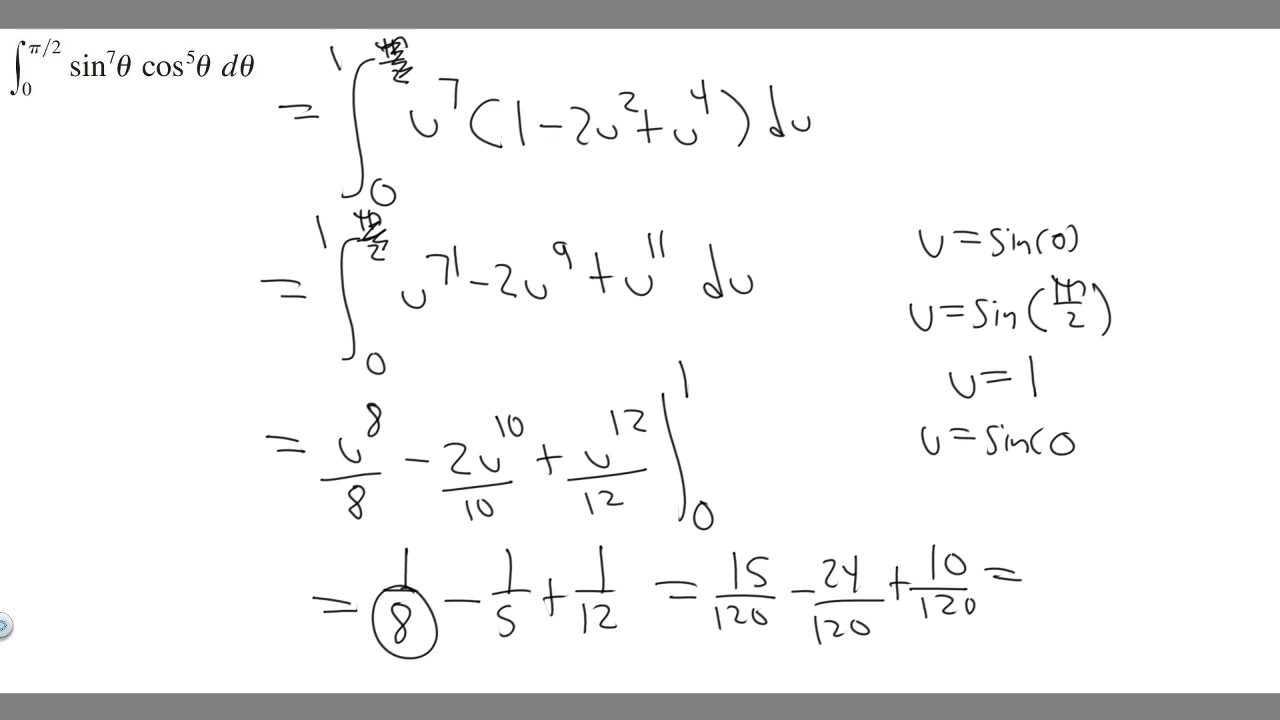 ∫₀^{π/2} sin⁷θ cos⁵θ dθ
= ∫₀¹ u⁷ (1 − 2u² + u⁴) du
= ∫₀¹ u⁷ − 2u⁹ + u¹¹ du
= u⁸/8 − 2u¹⁰/10 + u¹²/12 |₀¹
= 1/8 − 1/5 + 1/12 = 15/120 − 24/120 + 10/120 =
u = sin(0)
u = sin(π/2)
u = 1
u = sin(0